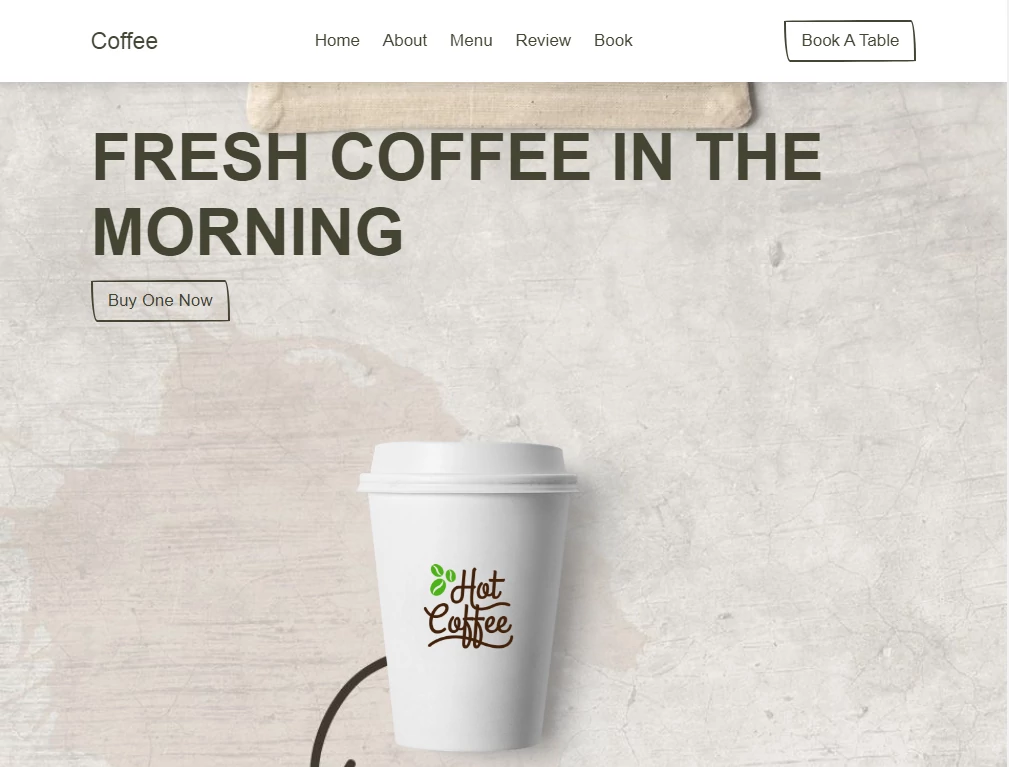 Coffee
Home About Menu Review Book
Book A Table
FRESH COFFEE IN THE
MORNING
Buy One Now
Hot
Coffee